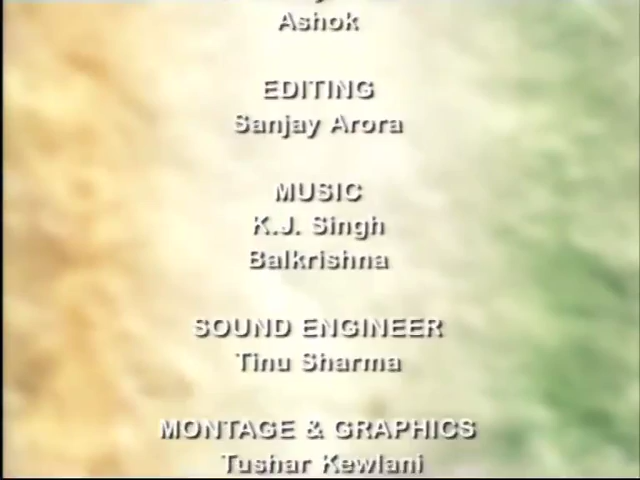 Ashok
EDITING
Sanjay Arora
MUSIC
K.J. Singh
Balkrishna
SOUND ENGINEER
Tinu Sharma
MONTAGE & GRAPHICS
Tushar Kewlani